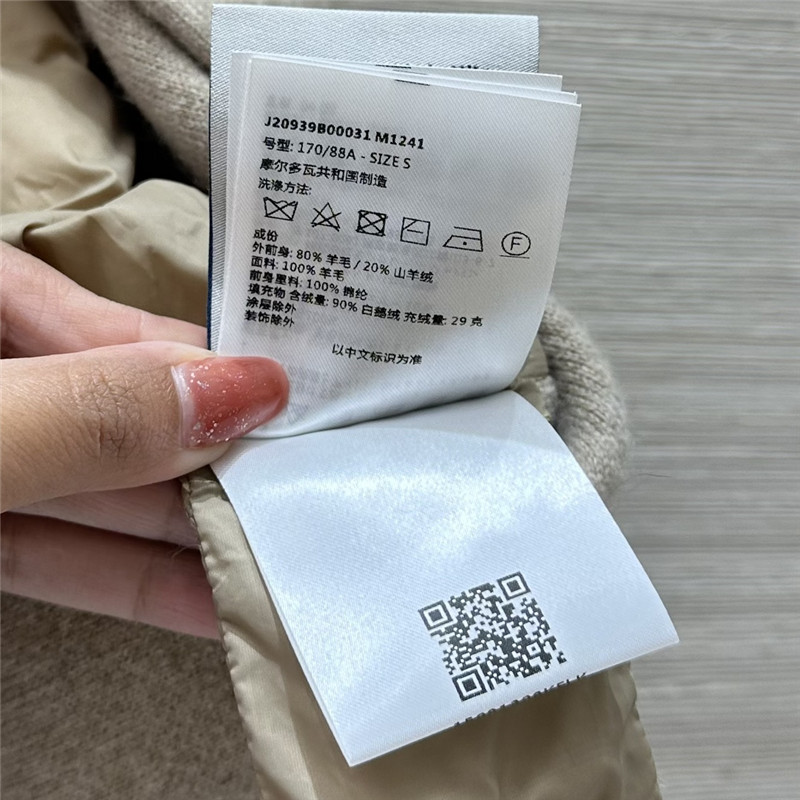 J20939B00031 M1241
号型: 170/88A - SIZE S
摩尔多瓦共和国制造
洗涤方法:
F
成份
外前身: 80% 羊毛 / 20% 山羊绒
面料: 100% 羊毛
前身里料: 100% 锦纶
填充物 含绒量: 90% 白鹅绒 充绒量: 29 克
涂层除外
装饰除外
以中文标识为准